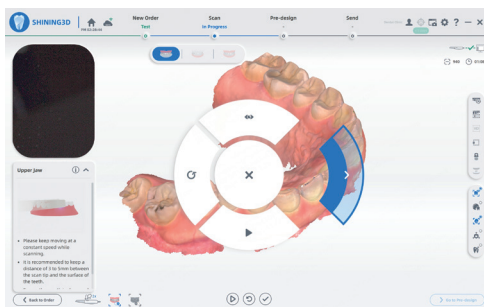 SHINING3D
New Order
Test
Scan
In Progress
Pre-design
-
Send
-
Upper Jaw
• Please keep moving at a constant speed while scanning.
• It is recommended to keep a distance of 3 to 5mm between the scan tip and the surface of the teeth.
Back to Order